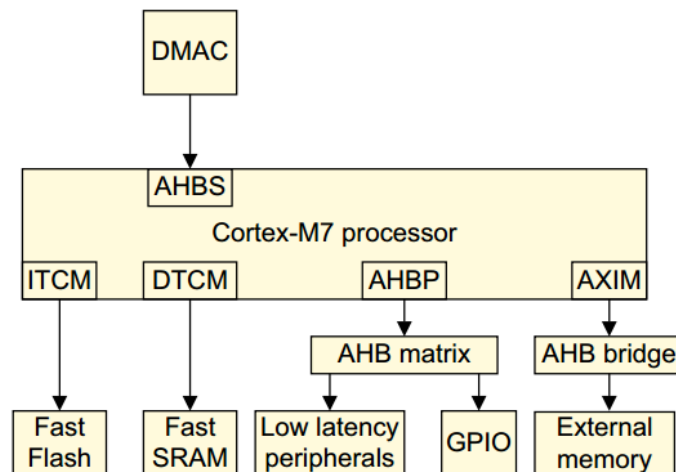 DMAC
AHBS
Cortex-M7 processor
ITCM
DTCM
AHBP
AXIM
AHB matrix
AHB bridge
Fast
Flash
Fast
SRAM
Low latency
peripherals
GPIO
External
memory